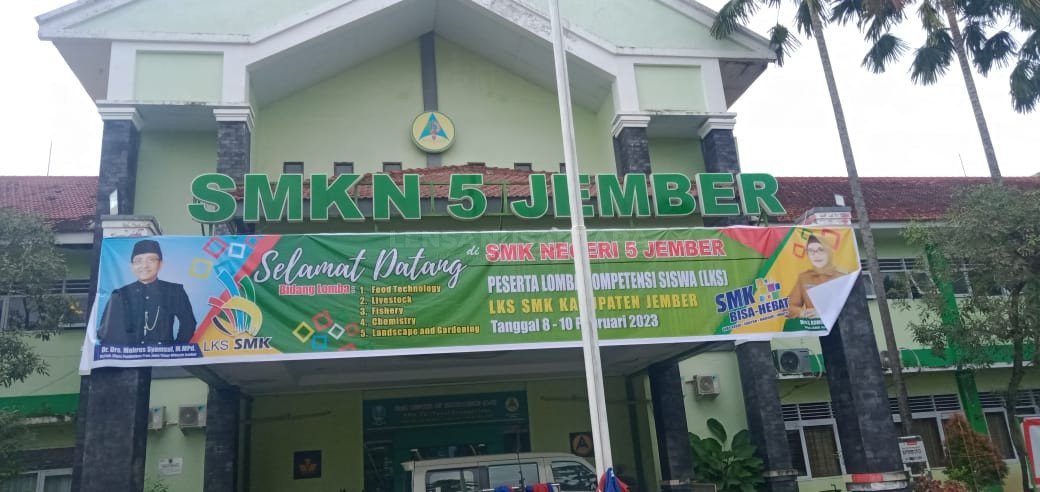 SMKN 5 JEMBER
Selamat Datang di SMK NEGERI 5 JEMBER
Bidang Lomba :
1. Food Technology
2. Livestock
3. Fishery
4. Chemistry
5. Landscape and Gardening
PESERTA LOMBA KOMPETENSI SISWA (LKS)
LKS SMK KABUPATEN JEMBER
Tanggal 8 - 10 Februari 2023
LKS SMK
SMK
BISA-HEBAT